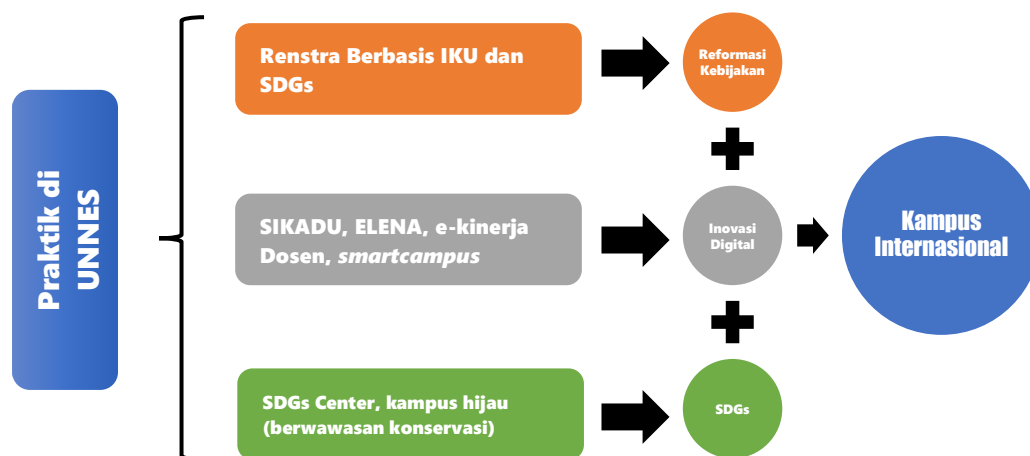 Praktik di
UNNES
Renstra Berbasis IKU dan
SDGs
Reformasi
Kebijakan
SIKADU, ELENA, e-kinerja
Dosen, smartcampus
Inovasi
Digital
Kampus
Internasional
SDGs Center, kampus hijau
(berwawasan konservasi)
SDGs